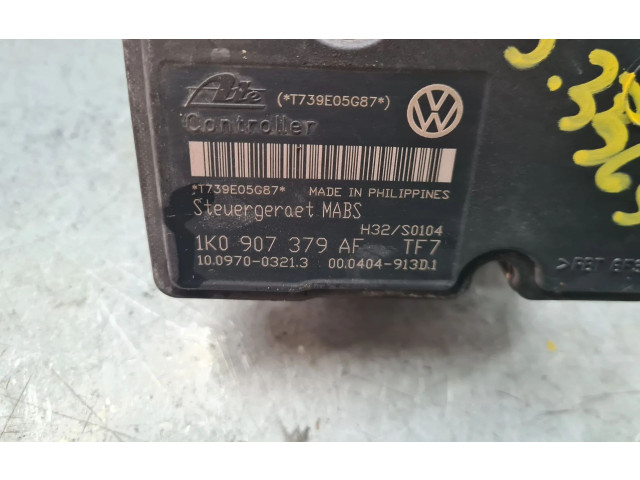 Ate (*T739E05G87*)
Controller
*T739E05G87* MADE IN PHILIPPINES
Steuergeraet MABS
H32/S0104
1K0 907 379 AF TF7
10.0970-0321.3 00.0404-913D.1